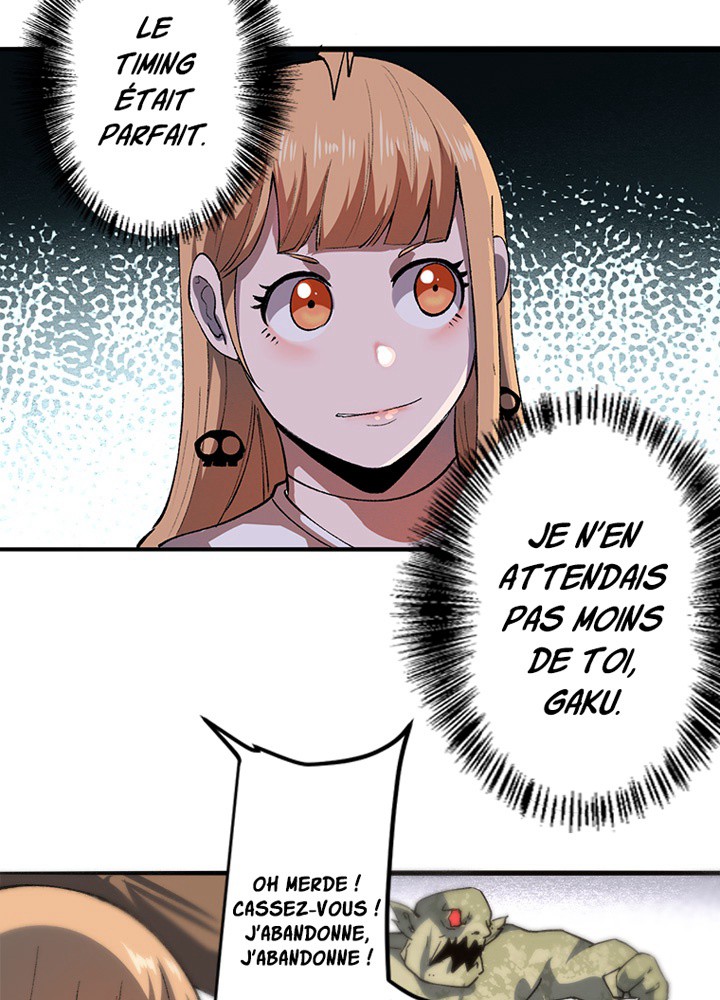 LE
TIMING
ÉTAIT
PARFAIT.
JE N'EN
ATTENDAIS
PAS MOINS
DE TOI,
GAKU.
OH MERDE !
CASSEZ-VOUS !
J'ABANDONNE,
J'ABANDONNE !